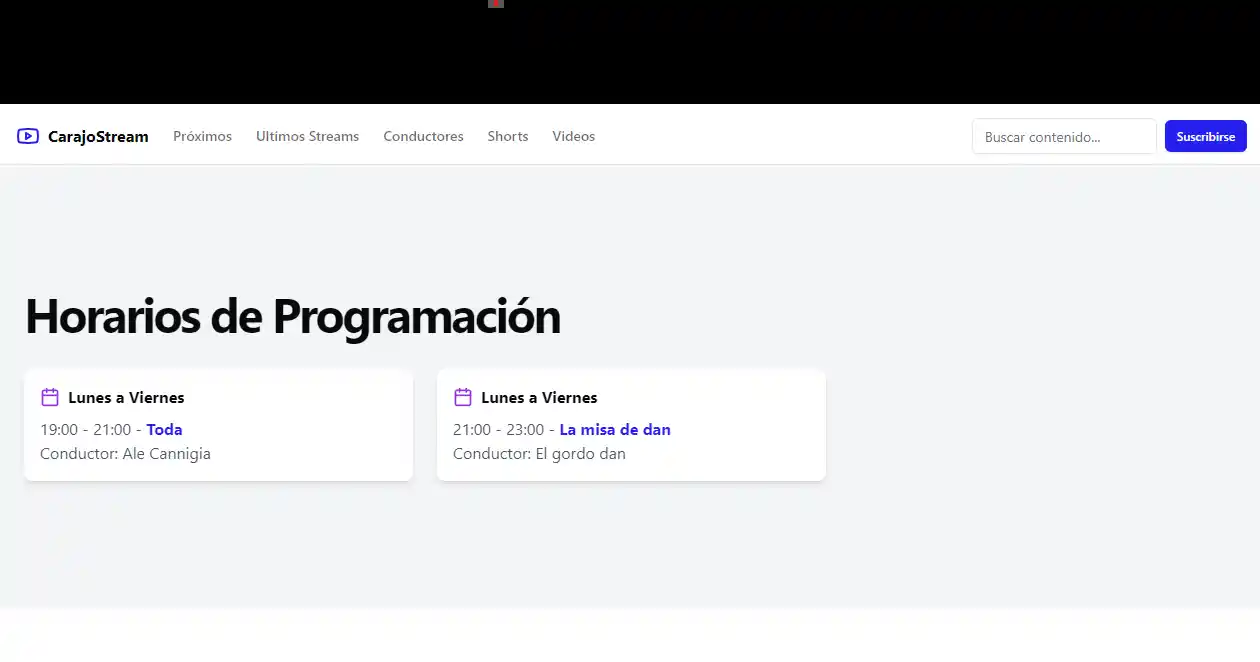 CarajoStream Próximos Ultímos Streams Conductores Shorts Videos Buscar contenido... Suscribirse
Horarios de Programación
Lunes a Viernes
19:00 - 21:00 - Toda
Conductor: Ale Cannigia
Lunes a Viernes
21:00 - 23:00 - La misa de dan
Conductor: El gordo dan